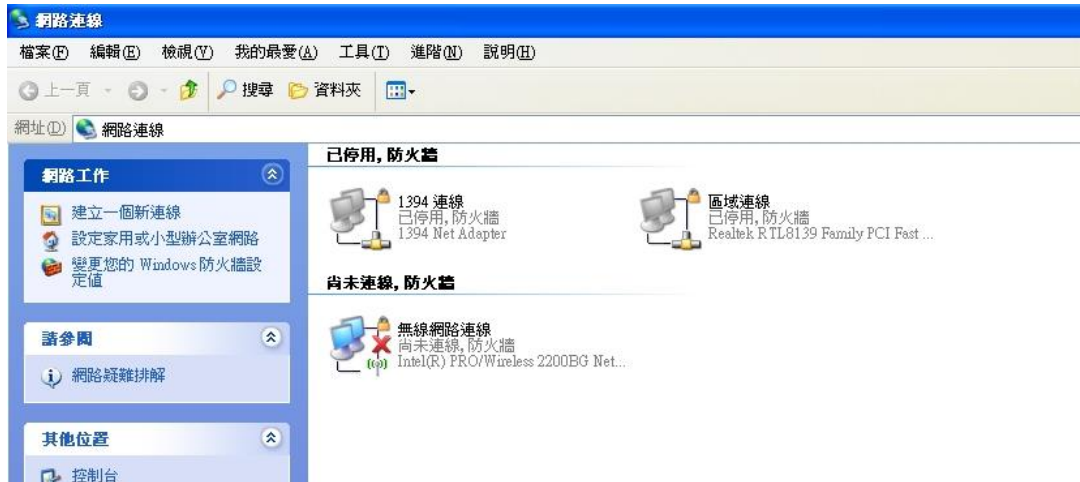 網路連線
檔案(F) 編輯(E) 檢視(V) 我的最愛(A) 工具(T) 進階(N) 說明(H)
上一頁 搜尋 資料夾
網址(D) 網路連線
網路工作
建立一個新連線
設定家用或小型辦公室網路
變更您的 Windows 防火牆設
定值
請參閱
網路疑難排解
其他位置
控制台
已停用, 防火牆
1394 連線
已停用, 防火牆
1394 Net Adapter
區域連線
已停用, 防火牆
Realtek RTL8139 Family PCI Fast ...
尚未連線, 防火牆
無線網路連線
尚未連線, 防火牆
Intel(R) PRO/Wireless 2200BG Net...